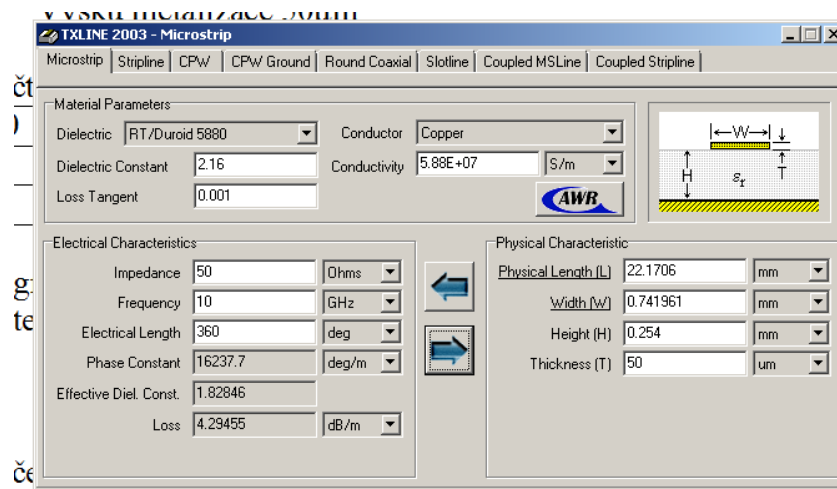 TXLINE 2003 - Microstrip
Microstrip Stripline CPW CPW Ground Round Coaxial Slotline Coupled MSLine Coupled Stripline
Material Parameters
Dielectric RT/Duroid 5880 Conductor Copper
Dielectric Constant 2.16 Conductivity 5.88E+07 S/m
Loss Tangent 0.001
AWR
W
T
H
εr
Electrical Characteristics
Impedance 50 Ohms
Frequency 10 GHz
Electrical Length 360 deg
Phase Constant 16237.7 deg/m
Effective Diel. Const. 1.82846
Loss 4.29455 dB/m
Physical Characteristic
Physical Length (L) 22.1706 mm
Width (W) 0.741961 mm
Height (H) 0.254 mm
Thickness (T) 50 um